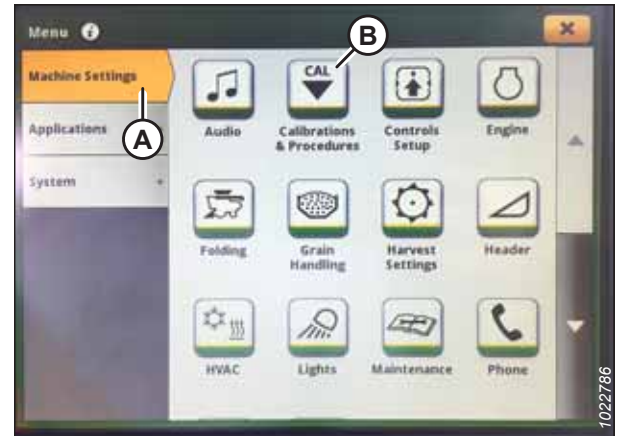 Menu i
B
Machine Settings
A
Applications
System
CAL
Audio
Calibrations
& Procedures
Controls
Setup
Engine
Folding
Grain
Handling
Harvest
Settings
Header
HVAC
Lights
Maintenance
Phone
1022786